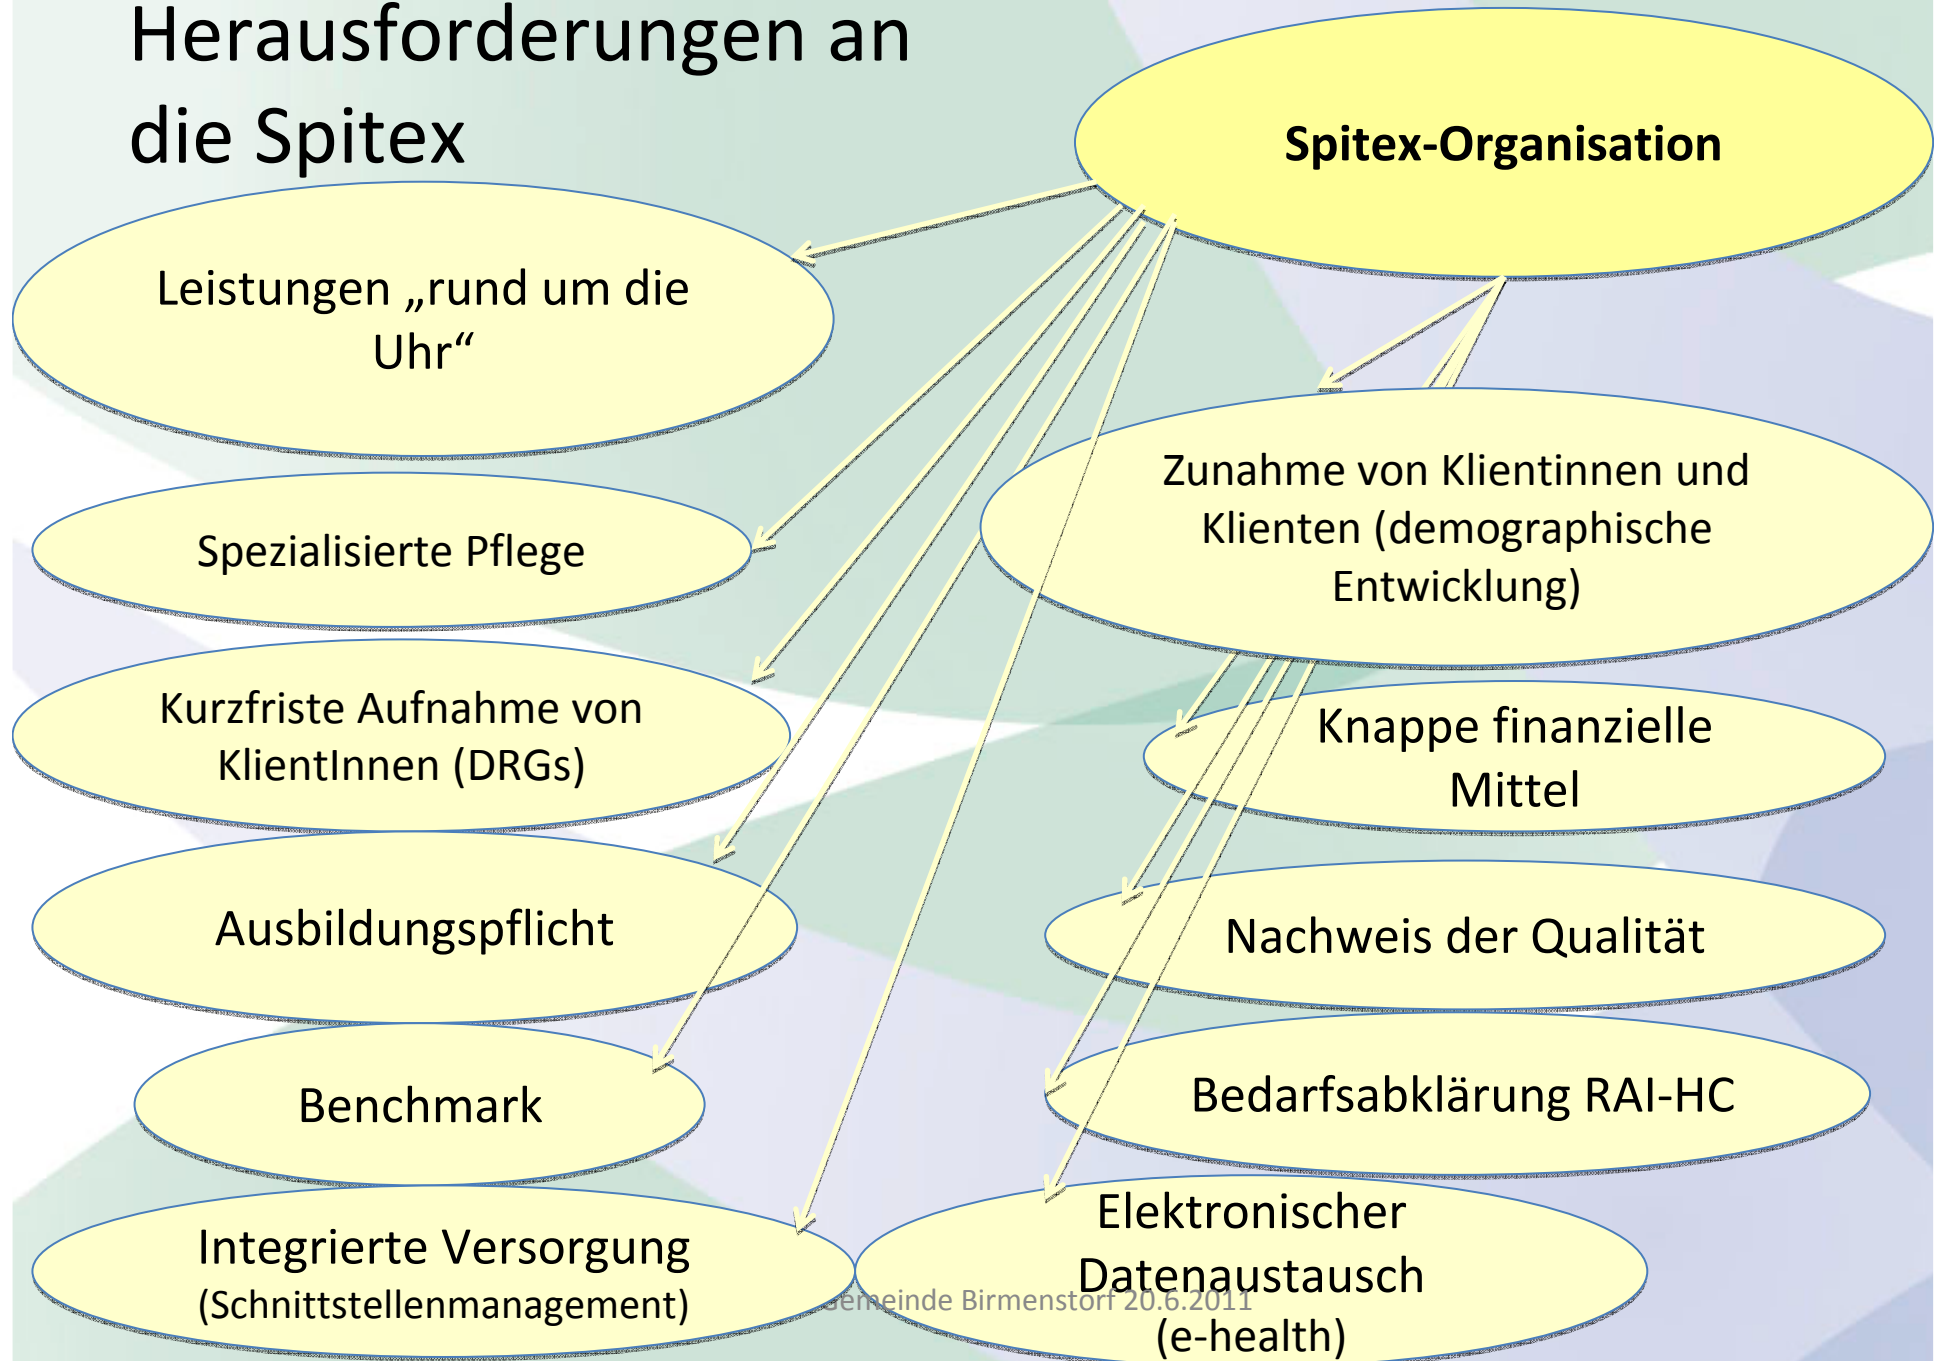 Herausforderungen an
die Spitex
Spitex-Organisation
Leistungen „rund um die
Uhr“
Spezialisierte Pflege
Kurzfriste Aufnahme von
KlientInnen (DRGs)
Ausbildungspflicht
Benchmark
Integrierte Versorgung
(Schnittstellenmanagement)
Zunahme von Klientinnen und
Klienten (demographische
Entwicklung)
Knappe finanzielle
Mittel
Nachweis der Qualität
Bedarfsabklärung RAI-HC
Elektronischer
Datenaustausch
(e-health)
Gemeinde Birmenstorf 20.6.2011